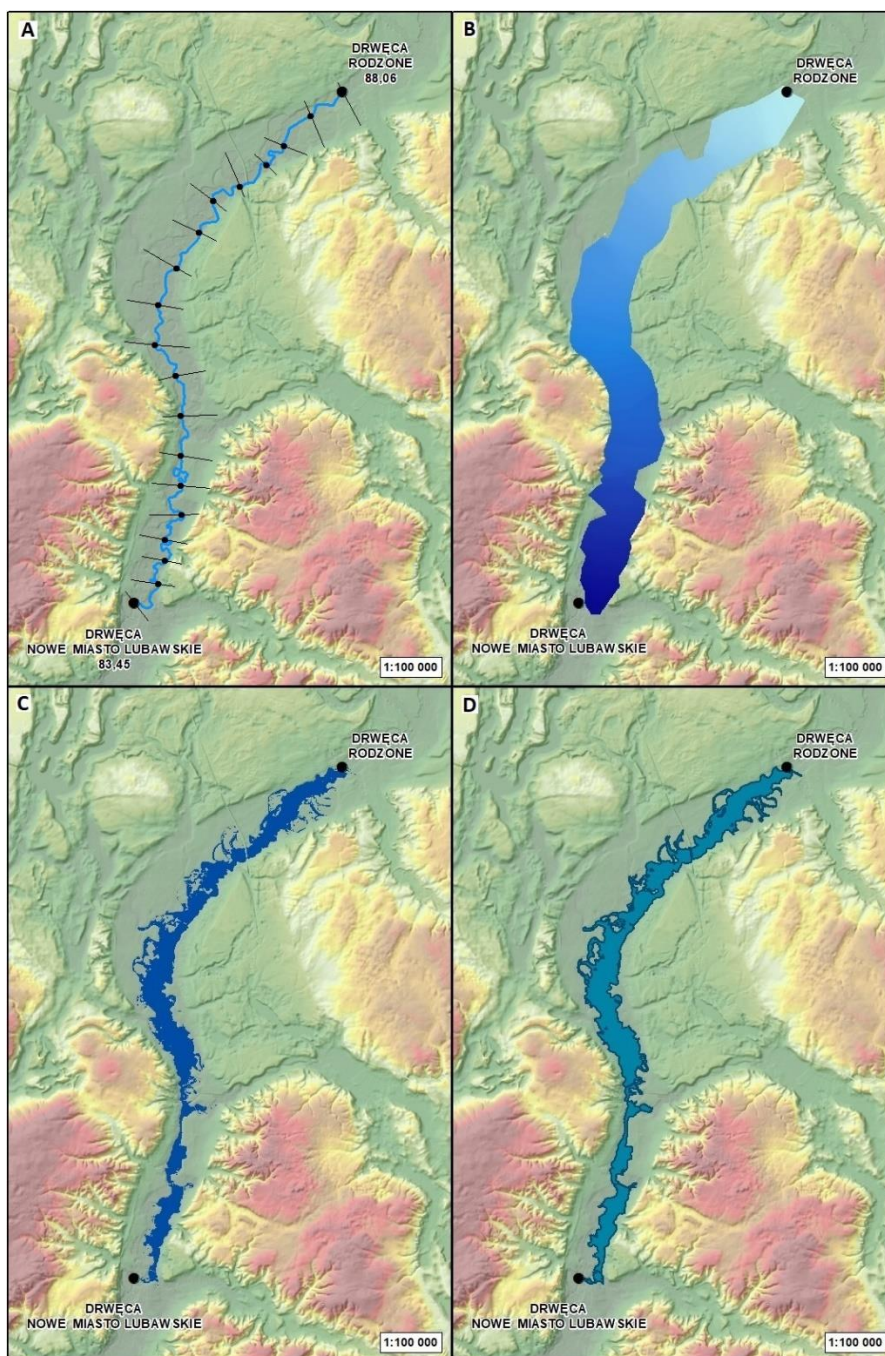 A
DRWĘCA
RODZONE
88,06
DRWĘCA
NOWE MIASTO LUBAWSKIE
83,45
1:100 000
B
DRWĘCA
RODZONE
DRWĘCA
NOWE MIASTO LUBAWSKIE
1:100 000
C
DRWĘCA
RODZONE
DRWĘCA
NOWE MIASTO LUBAWSKIE
1:100 000
D
DRWĘCA
RODZONE
DRWĘCA
NOWE MIASTO LUBAWSKIE
1:100 000